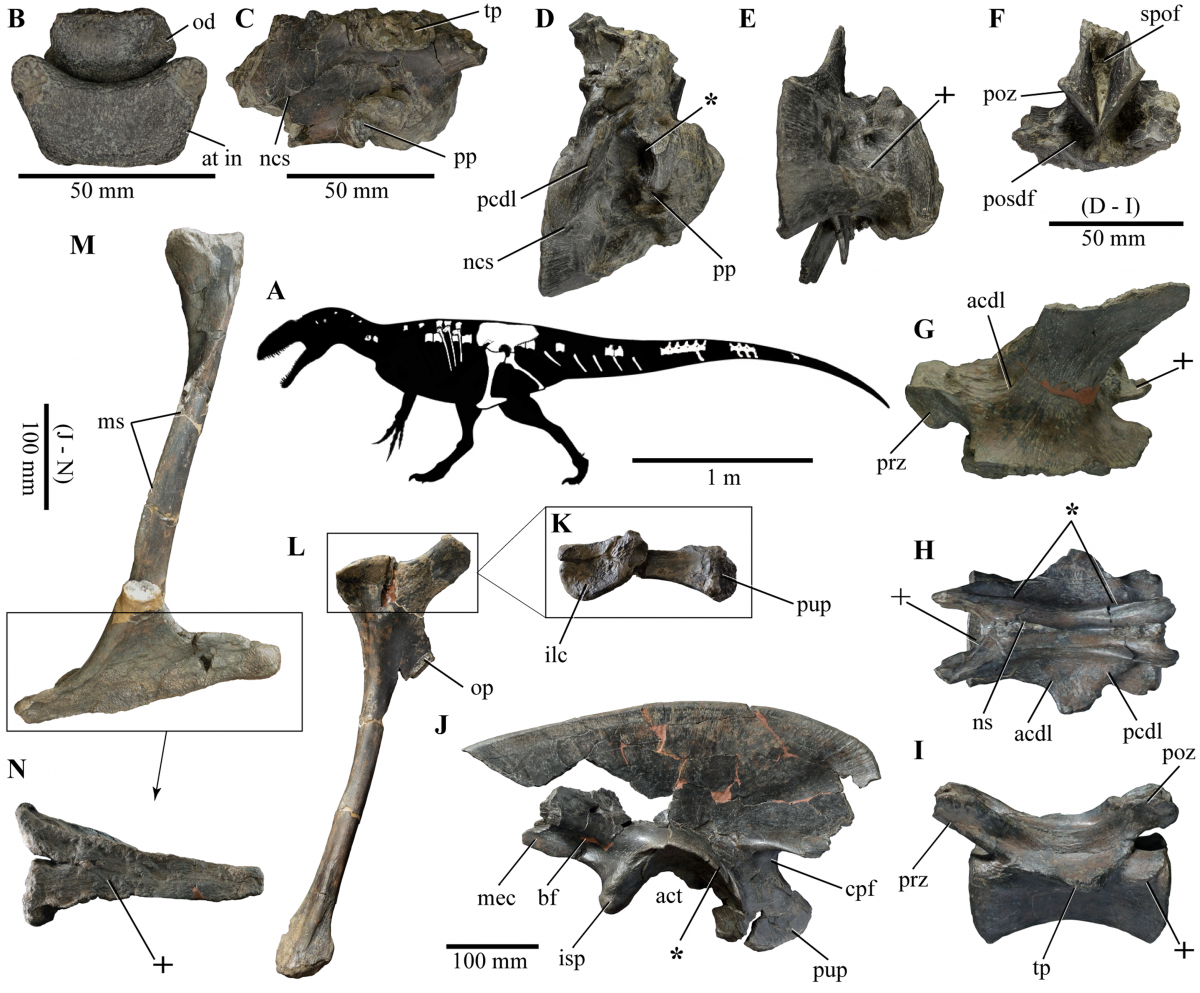 B
od
at in
50 mm
C
tp
ncs
pp
50 mm
D
*
pcdl
ncs
pp
E
+
F
spof
poz
posdf
(D - I)
50 mm
M
ms
(J - N)
100 mm
A
1 m
G
acdl
+
prz
L
op
K
ilc
pup
H
*
+
ns
acdl
pcdl
N
+
J
mec
bf
isp
act
*
cpf
pup
100 mm
I
poz
prz
tp
+